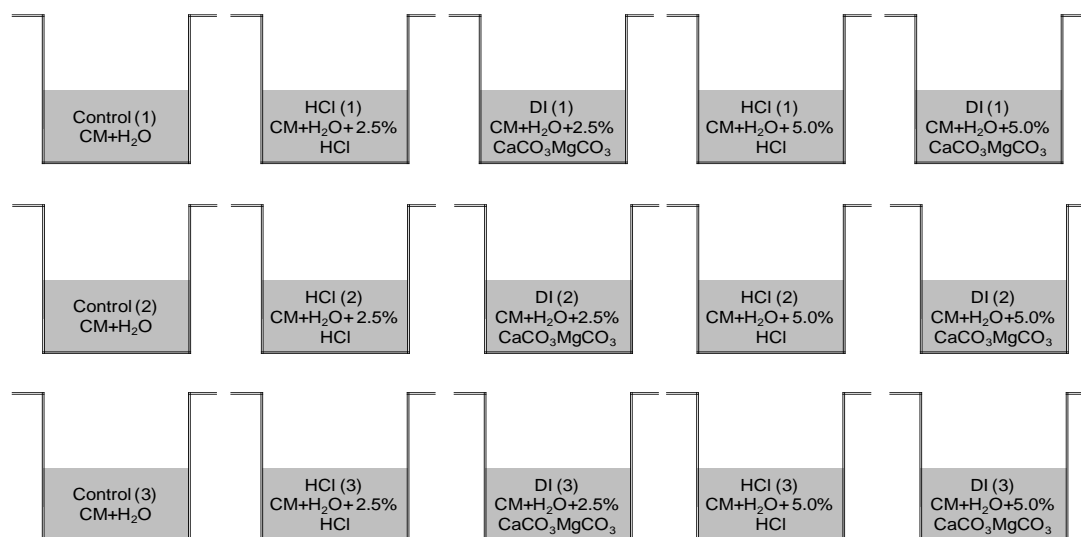 Control (1)
CM+H₂O
HCl (1)
CM+H₂O+ 2.5%
HCl
DI (1)
CM+H₂O+2.5%
CaCO₃MgCO₃
HCl (1)
CM+H₂O+ 5.0%
HCl
DI (1)
CM+H₂O+5.0%
CaCO₃MgCO₃
Control (2)
CM+H₂O
HCl (2)
CM+H₂O+ 2.5%
HCl
DI (2)
CM+H₂O+2.5%
CaCO₃MgCO₃
HCl (2)
CM+H₂O+ 5.0%
HCl
DI (2)
CM+H₂O+5.0%
CaCO₃MgCO₃
Control (3)
CM+H₂O
HCl (3)
CM+H₂O+ 2.5%
HCl
DI (3)
CM+H₂O+2.5%
CaCO₃MgCO₃
HCl (3)
CM+H₂O+ 5.0%
HCl
DI (3)
CM+H₂O+5.0%
CaCO₃MgCO₃